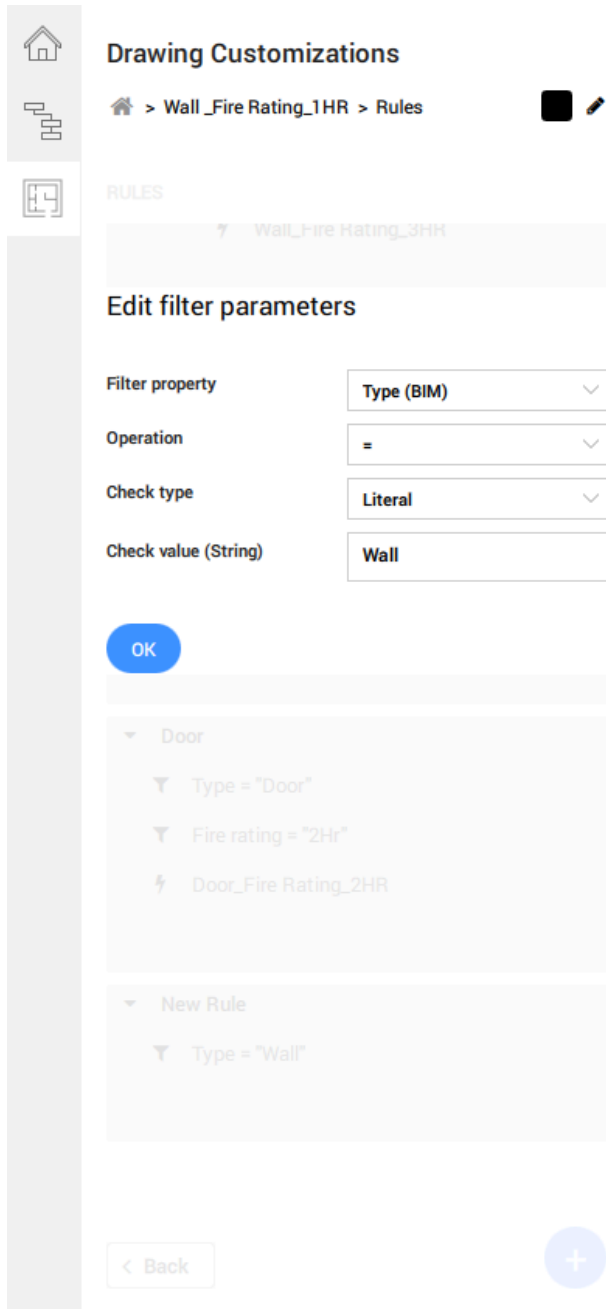 Drawing Customizations
> Wall _Fire Rating_1HR > Rules
RULES
Wall_Fire Rating_3HR
Edit filter parameters
Filter property Type (BIM)
Operation =
Check type Literal
Check value (String) Wall
OK
Door
Type = "Door"
Fire rating = "2Hr"
Door_Fire Rating_2HR
New Rule
Type = "Wall"
< Back
+